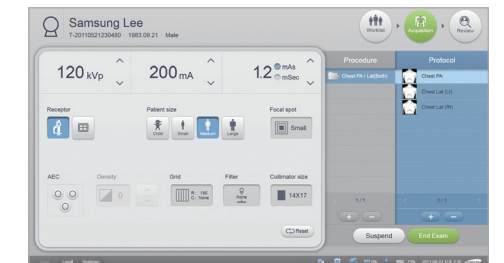 Samsung Lee
T-20110521230480 1983.09.21 Male
Worklist
Acquisition
Review
120 kVp
200 mA
1.2 mAs
mSec
Receptor
Patient size
Child
Small
Medium
Large
Focal spot
Small
AEC
Density
0
Grid
R: 180
C: None
Filter
None
Collimator size
14X17
Reset
Procedure
Chest PA / Lat(both)
1/1
Protocol
Chest PA
Chest Lat (Lt)
Chest Lat (Rt)
1/1
Suspend
End Exam